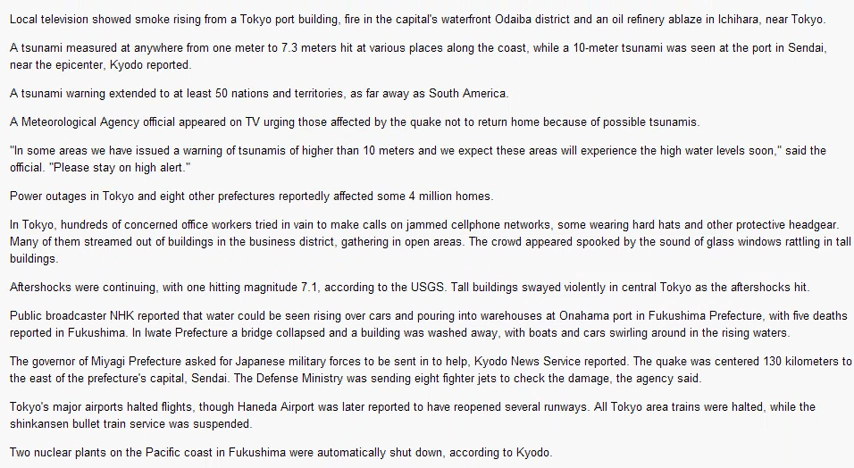 Local television showed smoke rising from a Tokyo port building, fire in the capital's waterfront Odaiba district and an oil refinery ablaze in Ichihara, near Tokyo.
A tsunami measured at anywhere from one meter to 7.3 meters hit at various places along the coast, while a 10-meter tsunami was seen at the port in Sendai,
near the epicenter, Kyodo reported.
A tsunami warning extended to at least 50 nations and territories, as far away as South America.
A Meteorological Agency official appeared on TV urging those affected by the quake not to return home because of possible tsunamis.
"In some areas we have issued a warning of tsunamis of higher than 10 meters and we expect these areas will experience the high water levels soon," said the
official. "Please stay on high alert."
Power outages in Tokyo and eight other prefectures reportedly affected some 4 million homes.
In Tokyo, hundreds of concerned office workers tried in vain to make calls on jammed cellphone networks, some wearing hard hats and other protective headgear.
Many of them streamed out of buildings in the business district, gathering in open areas. The crowd appeared spooked by the sound of glass windows rattling in tall
buildings.
Aftershocks were continuing, with one hitting magnitude 7.1, according to the USGS. Tall buildings swayed violently in central Tokyo as the aftershocks hit.
Public broadcaster NHK reported that water could be seen rising over cars and pouring into warehouses at Onahama port in Fukushima Prefecture, with five deaths
reported in Fukushima. In Iwate Prefecture a bridge collapsed and a building was washed away, with boats and cars swirling around in the rising waters.
The governor of Miyagi Prefecture asked for Japanese military forces to be sent in to help, Kyodo News Service reported. The quake was centered 130 kilometers to
the east of the prefecture's capital, Sendai. The Defense Ministry was sending eight fighter jets to check the damage, the agency said.
Tokyo's major airports halted flights, though Haneda Airport was later reported to have reopened several runways. All Tokyo area trains were halted, while the
shinkansen bullet train service was suspended.
Two nuclear plants on the Pacific coast in Fukushima were automatically shut down, according to Kyodo.